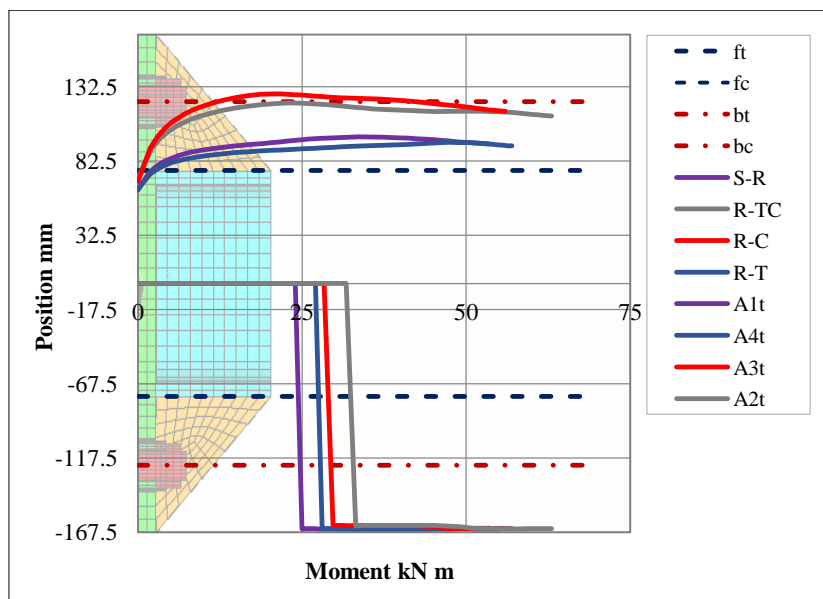 132.5
82.5
32.5
-17.5
-67.5
-117.5
-167.5
0
25
50
75
Position mm
Moment kN m
ft
fc
bt
bc
S-R
R-TC
R-C
R-T
A1t
A4t
A3t
A2t